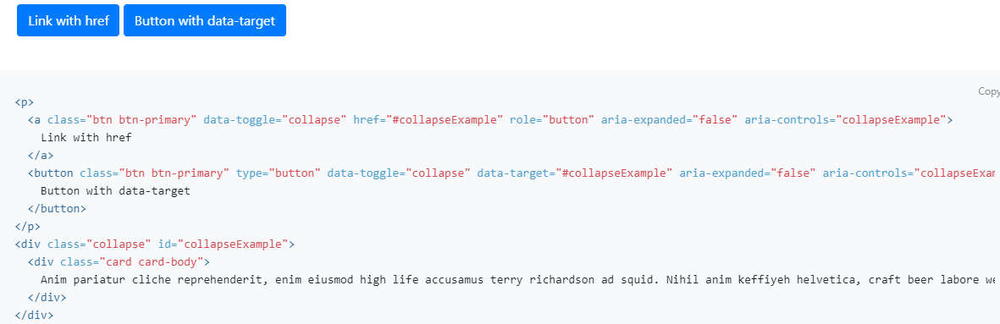 Link with href Button with data-target
Copy
<p>
  <a class="btn btn-primary" data-toggle="collapse" href="#collapseExample" role="button" aria-expanded="false" aria-controls="collapseExample">
    Link with href
  </a>
  <button class="btn btn-primary" type="button" data-toggle="collapse" data-target="#collapseExample" aria-expanded="false" aria-controls="collapseExam
    Button with data-target
  </button>
</p>
<div class="collapse" id="collapseExample">
  <div class="card card-body">
    Anim pariatur cliche reprehenderit, enim eiusmod high life accusamus terry richardson ad squid. Nihil anim keffiyeh helvetica, craft beer labore we
  </div>
</div>